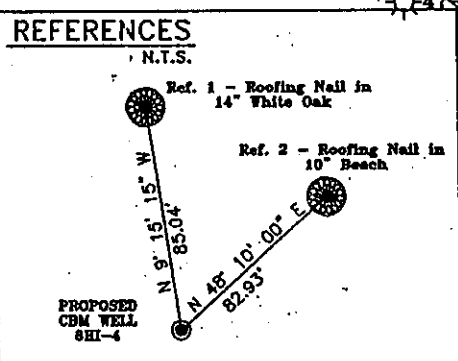 REFERENCES
N.T.S.
Ref. 1 - Roofing Nail in
14" White Oak
Ref. 2 - Roofing Nail in
10" Beach
N 9° 15' 15" W
85.04'
N 48° 10' 00" E
82.93'
PROPOSED
CBM WELL
8HI-4